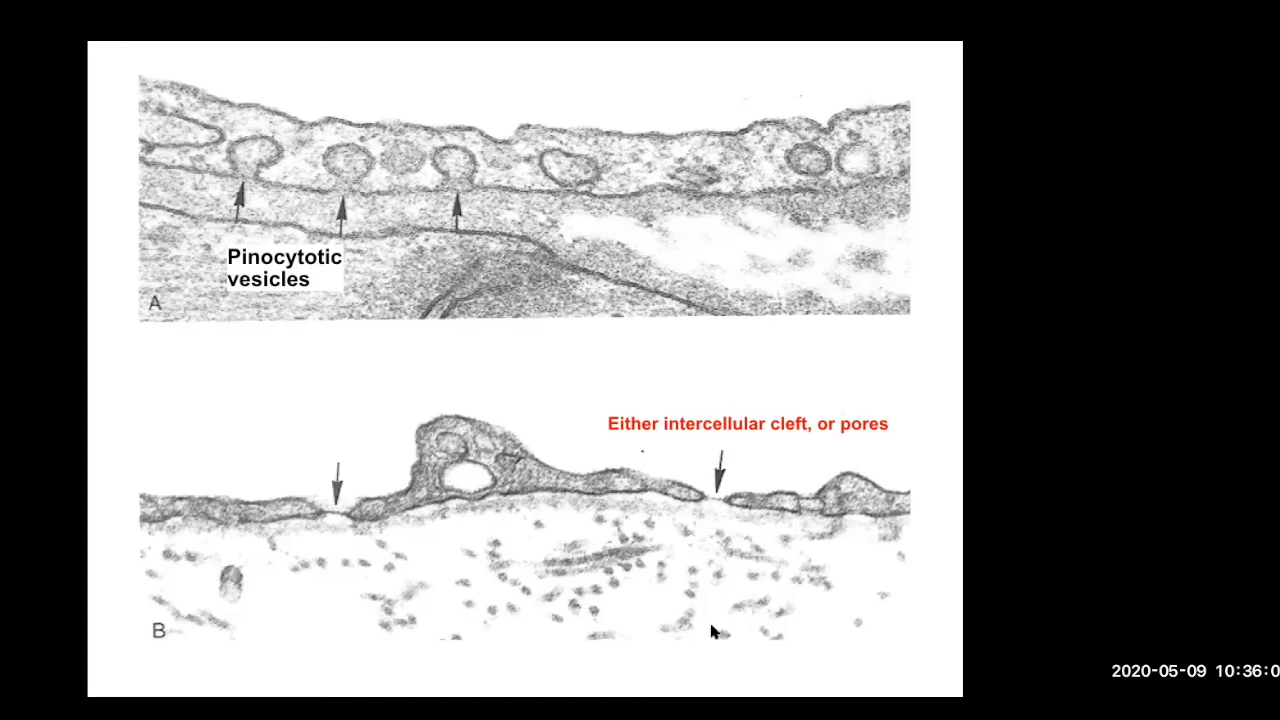 Pinocytotic
vesicles
A
Either intercellular cleft, or pores
B
2020-05-09 10:36:0